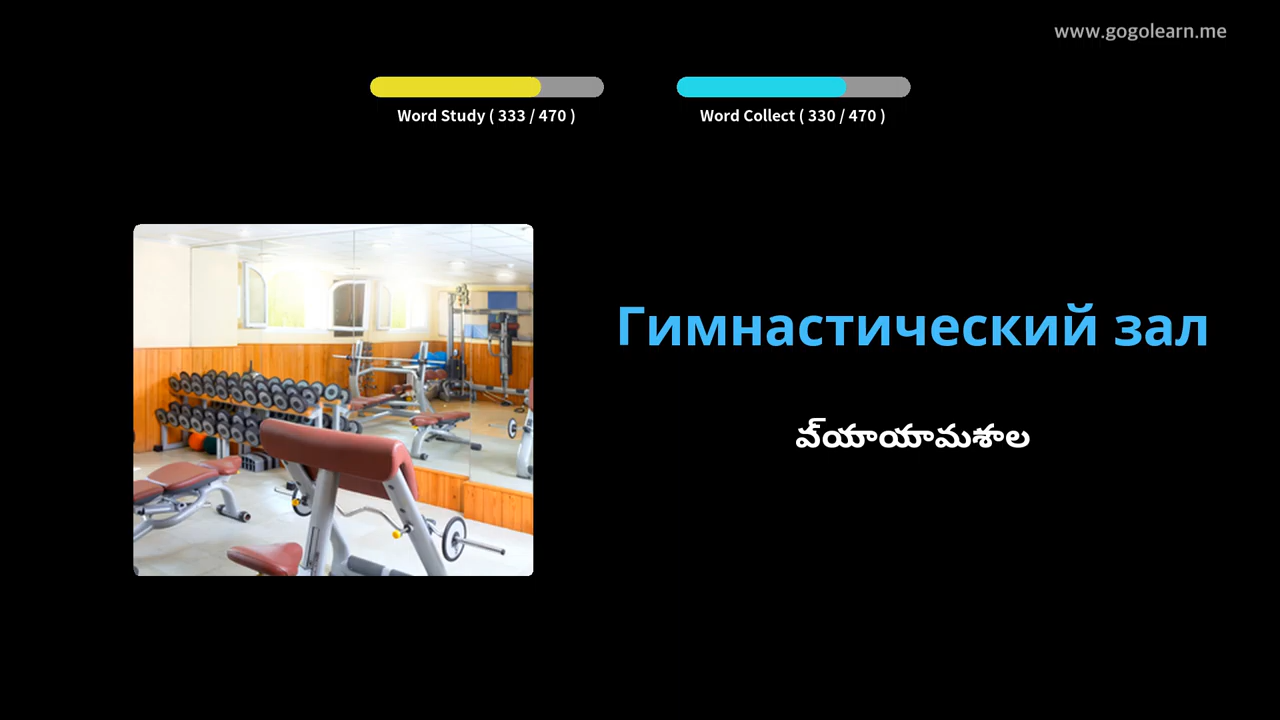 www.gogolearn.me
Word Study ( 333 / 470 )
Word Collect ( 330 / 470 )
Гимнастический зал
వ్యాయామశాల